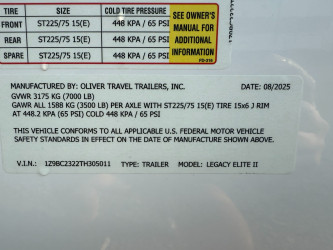 TIRE SIZE COLD TIRE PRESSURE
FRONT ST225/75 15(E) 448 KPA / 65 PSI
REAR ST225/75 15(E) 448 KPA / 65 PSI
SPARE ST225/75 15(E) 448 KPA / 65 PSI
SEE OWNER'S
MANUAL FOR
ADDITIONAL
INFORMATION
MANUFACTURED BY: OLIVER TRAVEL TRAILERS, INC. DATE: 08/2025
GVWR 3175 KG (7000 LB)
GAWR ALL 1588 KG (3500 LB) PER AXLE WITH ST225/75 15(E) TIRE 15x6 J RIM
AT 448.2 KPA (65 PSI) COLD 448 KPA / 65 PSI
THIS VEHICLE CONFORMS TO ALL APPLICABLE U.S. FEDERAL MOTOR VEHICLE
SAFETY STANDARDS IN EFFECT ON THE DATE OF MANUFACTURE SHOWN ABOVE.
V.I.N.: 1Z9BC2322TH305011 TYPE: TRAILER MODEL: LEGACY ELITE II